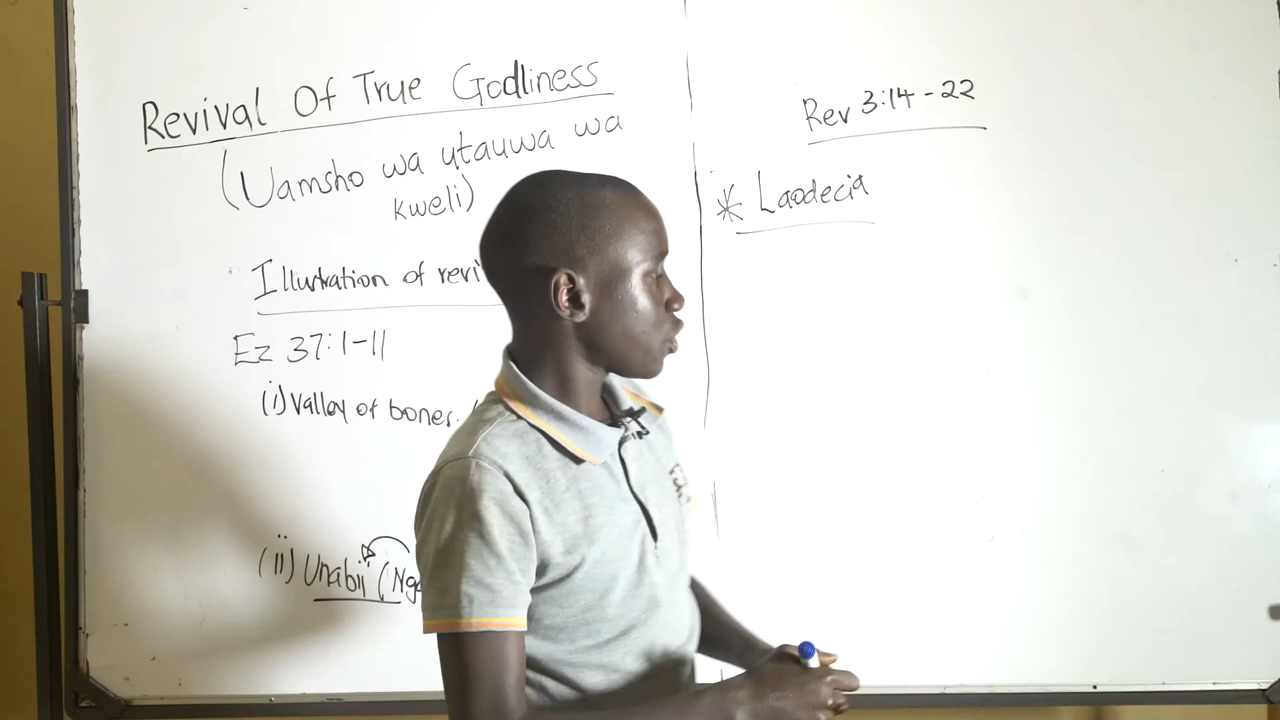 Revival Of True Godliness
(Uamsho wa utauwa wa
kweli)
Illustration of revi
Ez 37:1-11
(i) Valley of bones.
(ii) Unabii (Nga
Rev 3:14-22
* Laodecia